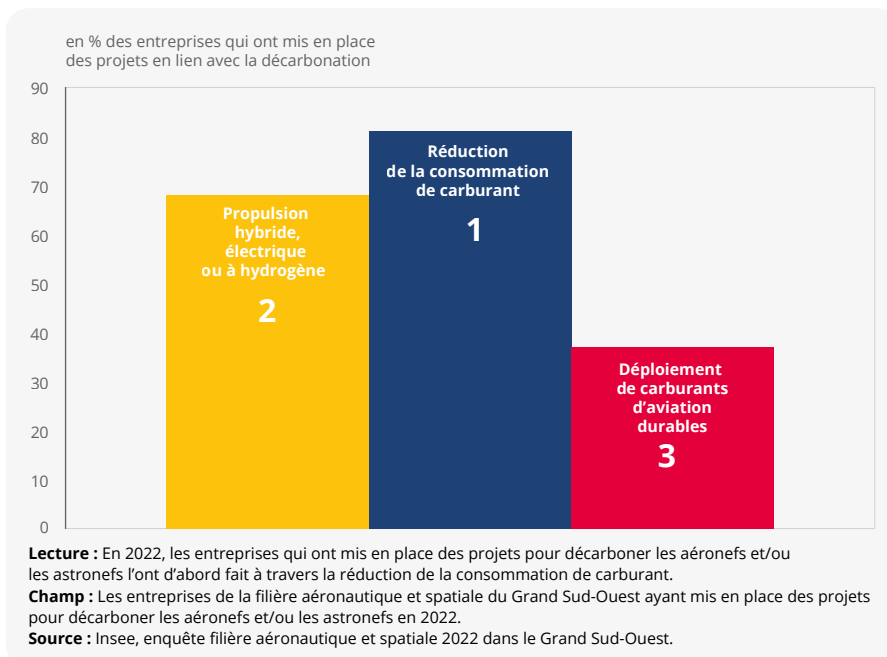 en % des entreprises qui ont mis en place
des projets en lien avec la décarbonation
90
80
70
60
50
40
30
20
10
0
Propulsion
hybride,
électrique
ou à hydrogène
2
Réduction
de la consommation
de carburant
1
Déploiement
de carburants
d’aviation
durables
3
Lecture : En 2022, les entreprises qui ont mis en place des projets pour décarboner les aéronefs et/ou
les astronefs l’ont d’abord fait à travers la réduction de la consommation de carburant.
Champ : Les entreprises de la filière aéronautique et spatiale du Grand Sud-Ouest ayant mis en place des projets
pour décarboner les aéronefs et/ou les astronefs en 2022.
Source : Insee, enquête filière aéronautique et spatiale 2022 dans le Grand Sud-Ouest.